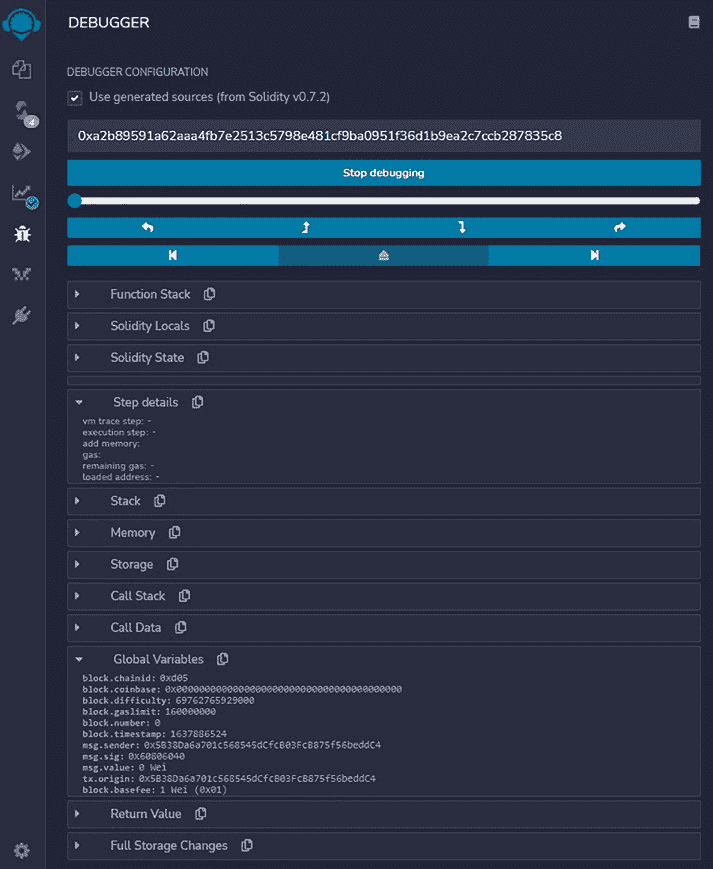 DEBUGGER
DEBUGGER CONFIGURATION
Use generated sources (from Solidity v0.7.2)
4
0xa2b89591a62aaa4fb7e2513c5798e481cf9ba0951f36d1b9ea2c7ccb287835c8
Stop debugging
Function Stack
Solidity Locals
Solidity State
Step details
vm trace step: -
execution step: -
add memory:
gas:
remaining gas: -
loaded address: -
Stack
Memory
Storage
Call Stack
Call Data
Global Variables
block.chainid: 0xd05
block.coinbase: 0x0000000000000000000000000000000000000000
block.difficulty: 69762765929000
block.gaslimit: 160000000
block.number: 0
block.timestamp: 1637886524
msg.sender: 0x5B38Da6a701c568545dCfcB03FcB875f56beddC4
msg.sig: 0x60806040
msg.value: 0 Wei
tx.origin: 0x5B38Da6a701c568545dCfcB03FcB875f56beddC4
block.basefee: 1 Wei (0x01)
Return Value
Full Storage Changes